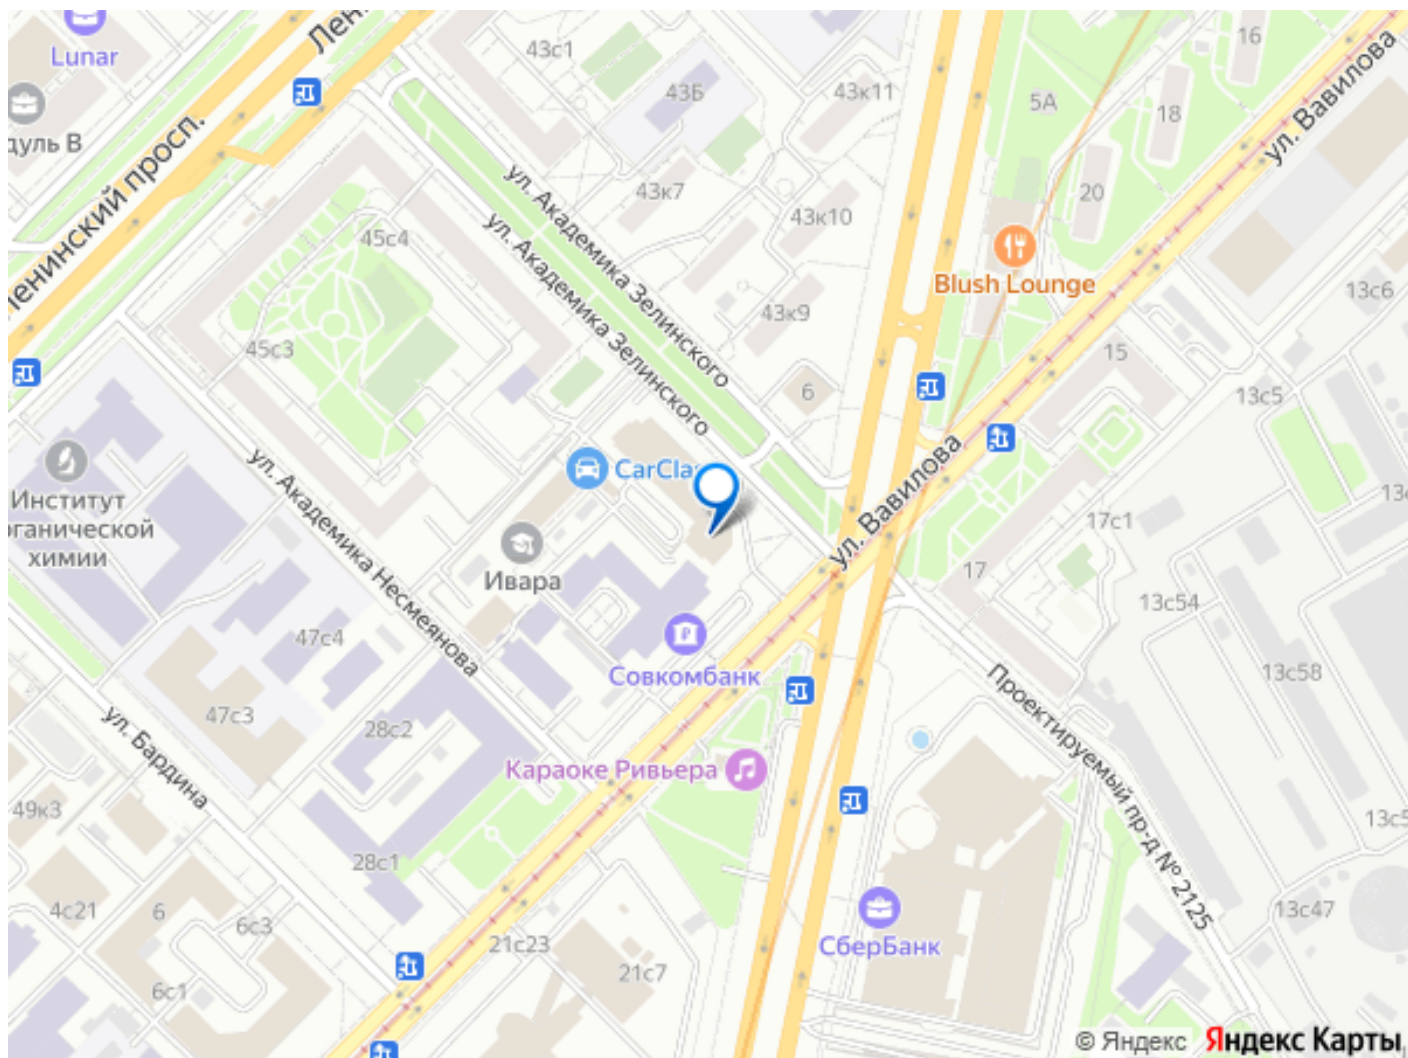 Lunar
43с1
16
43Б
43к11
5А
18
ул. Вавилова
Ленинский просп.
43к7
20
ул. Академика Зелинского
ул. Академика Зелинского
43к10
45с4
Blush Lounge
13с6
43к9
45с3
15
6
13с5
CarCla
Институт
органической
химии
ул. Академика Несмеянова
ул. Вавилова
17с1
Ивара
17
13с54
47с4
13с58
Совкомбанк
Проектируемый пр-д № 2125
47с3
28с2
ул. Бардина
Караоке Ривьера
49к3
28с1
4с21
6
6с3
13с47
21с23
СберБанк
21с7
6с1
© Яндекс Яндекс Карты